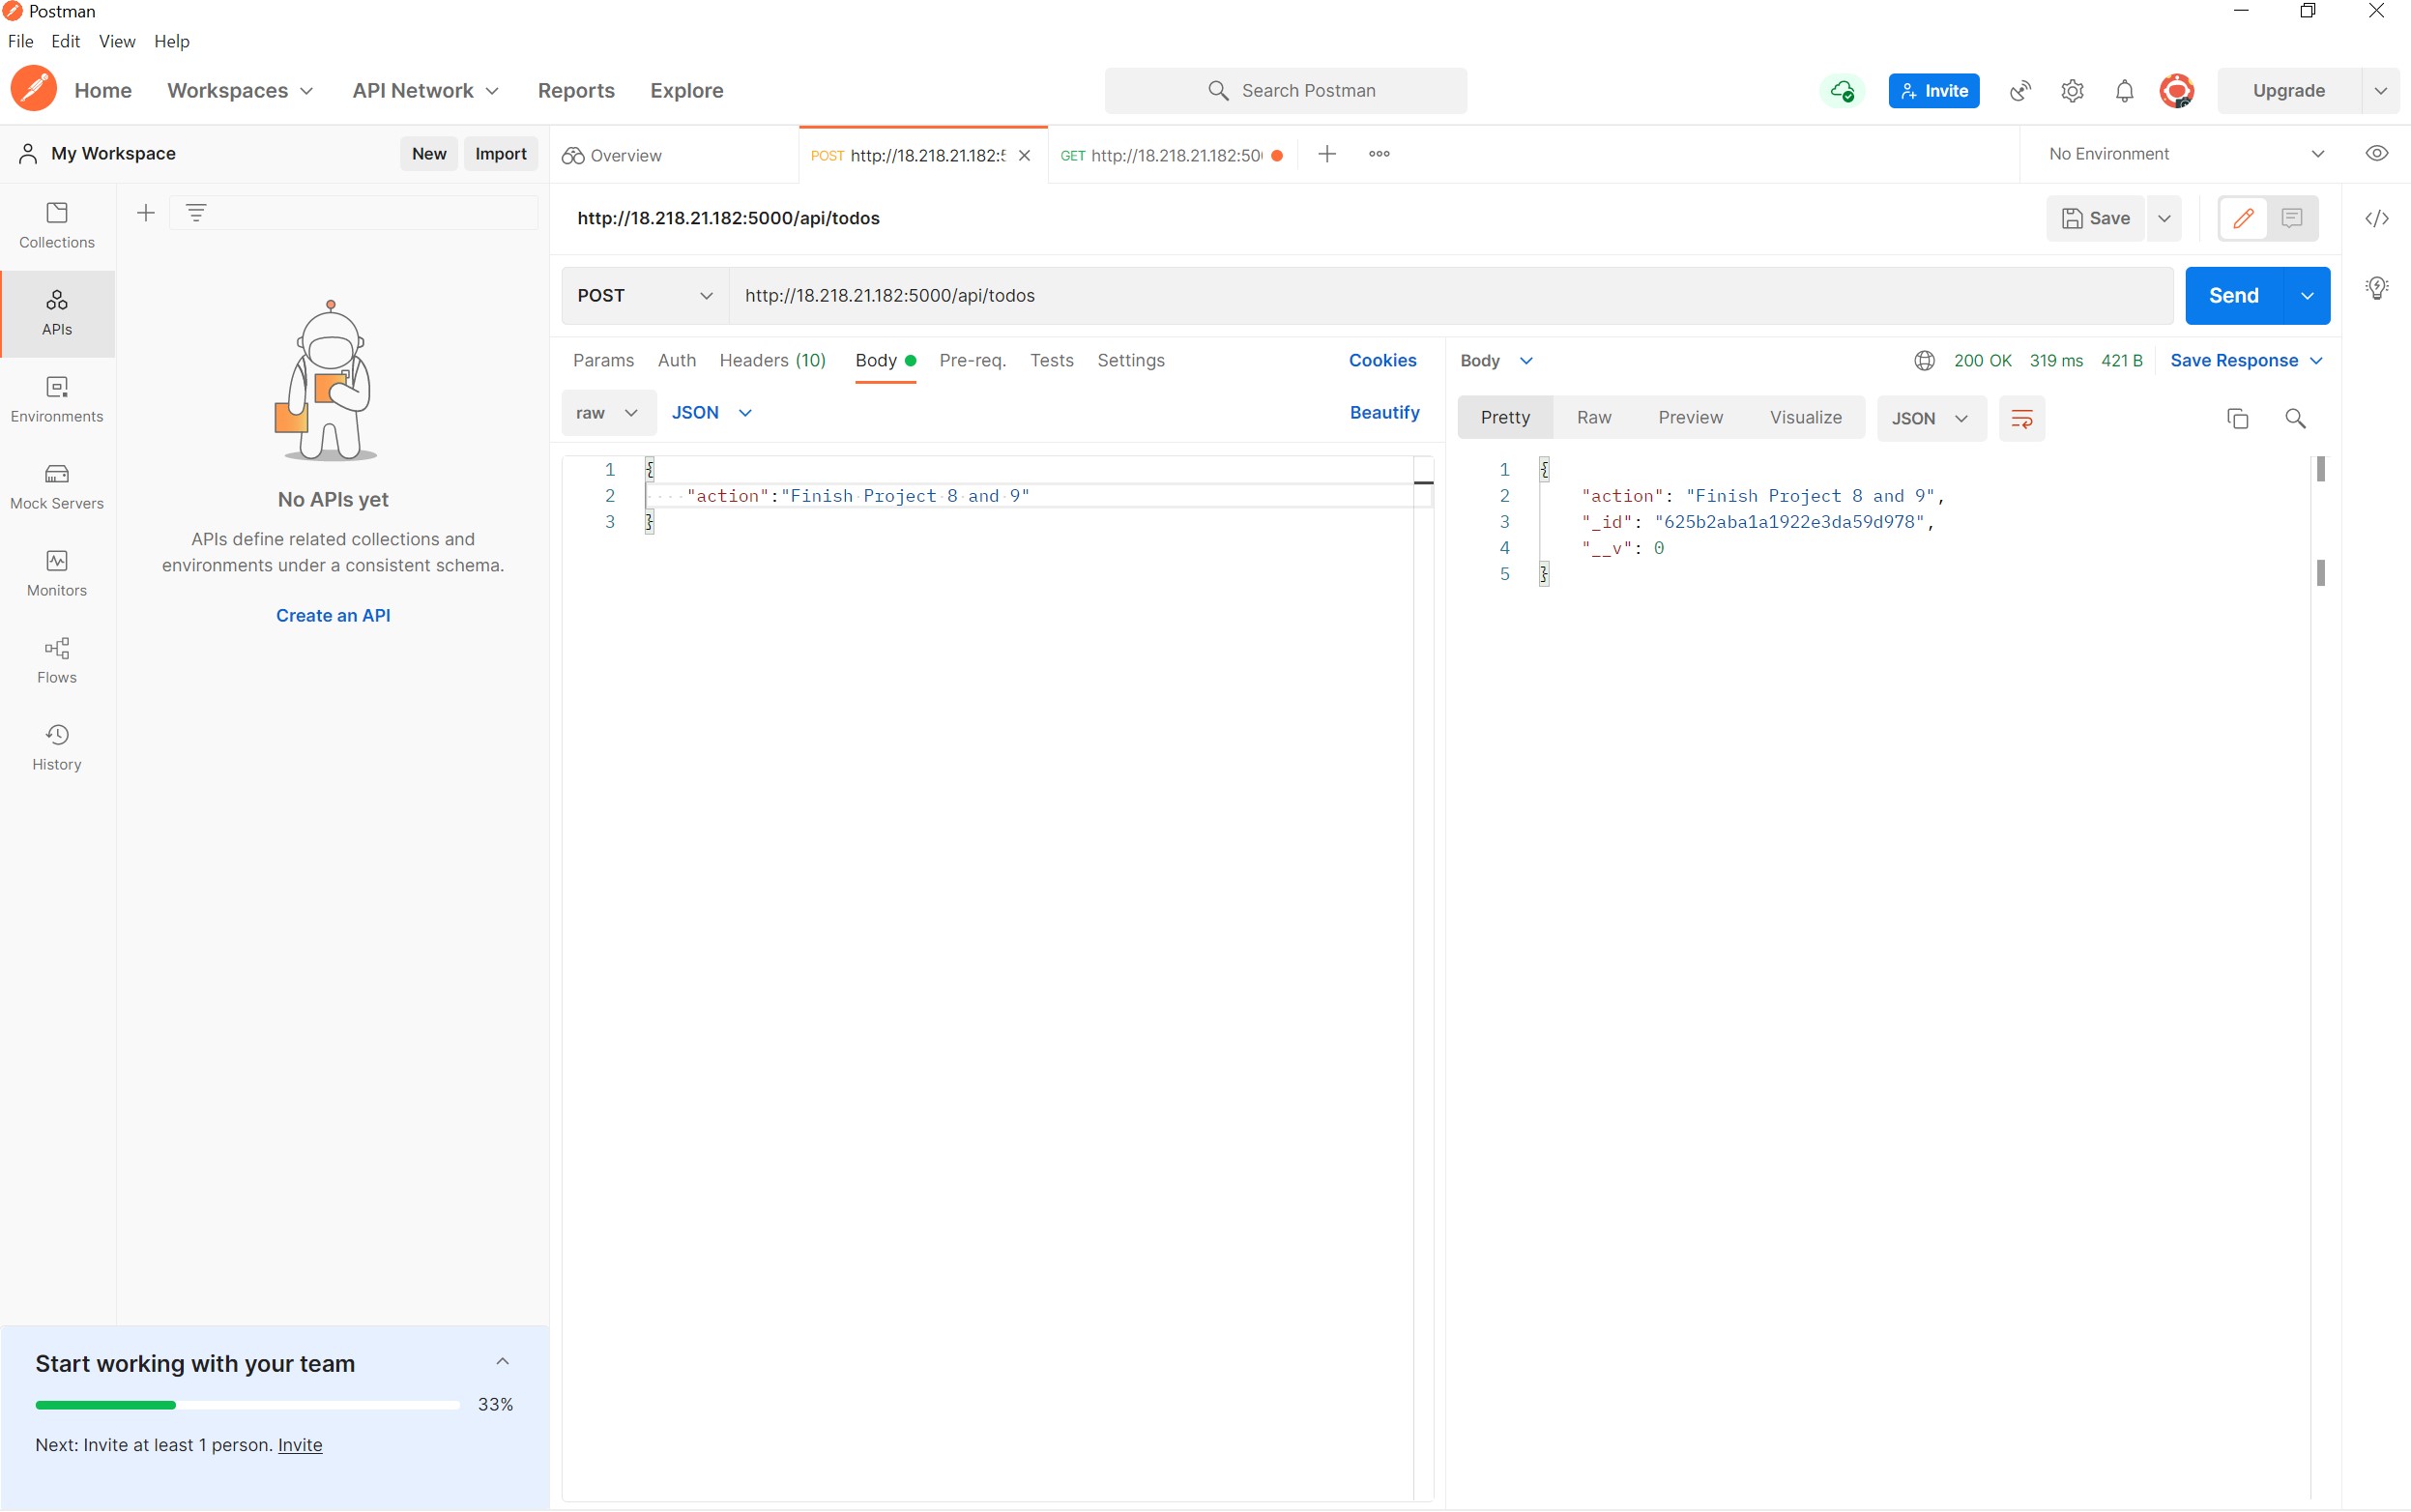 Postman
File Edit View Help
Home Workspaces API Network Reports Explore
Search Postman
Invite
Upgrade
My Workspace
New Import
Overview
POST http://18.218.21.182:5
GET http://18.218.21.182:50
No Environment
Collections
APIs
Environments
Mock Servers
Monitors
Flows
History
No APIs yet
APIs define related collections and
environments under a consistent schema.
Create an API
http://18.218.21.182:5000/api/todos
Save
POST http://18.218.21.182:5000/api/todos
Send
Params Auth Headers (10) Body Pre-req. Tests Settings Cookies
raw JSON Beautify
1 {
2 "action":"Finish Project 8 and 9"
3 }
Body 200 OK 319 ms 421 B Save Response
Pretty Raw Preview Visualize JSON
1 {
2 "action": "Finish Project 8 and 9",
3 "_id": "625b2aba1a1922e3da59d978",
4 "__v": 0
5 }
Start working with your team
33%
Next: Invite at least 1 person. Invite